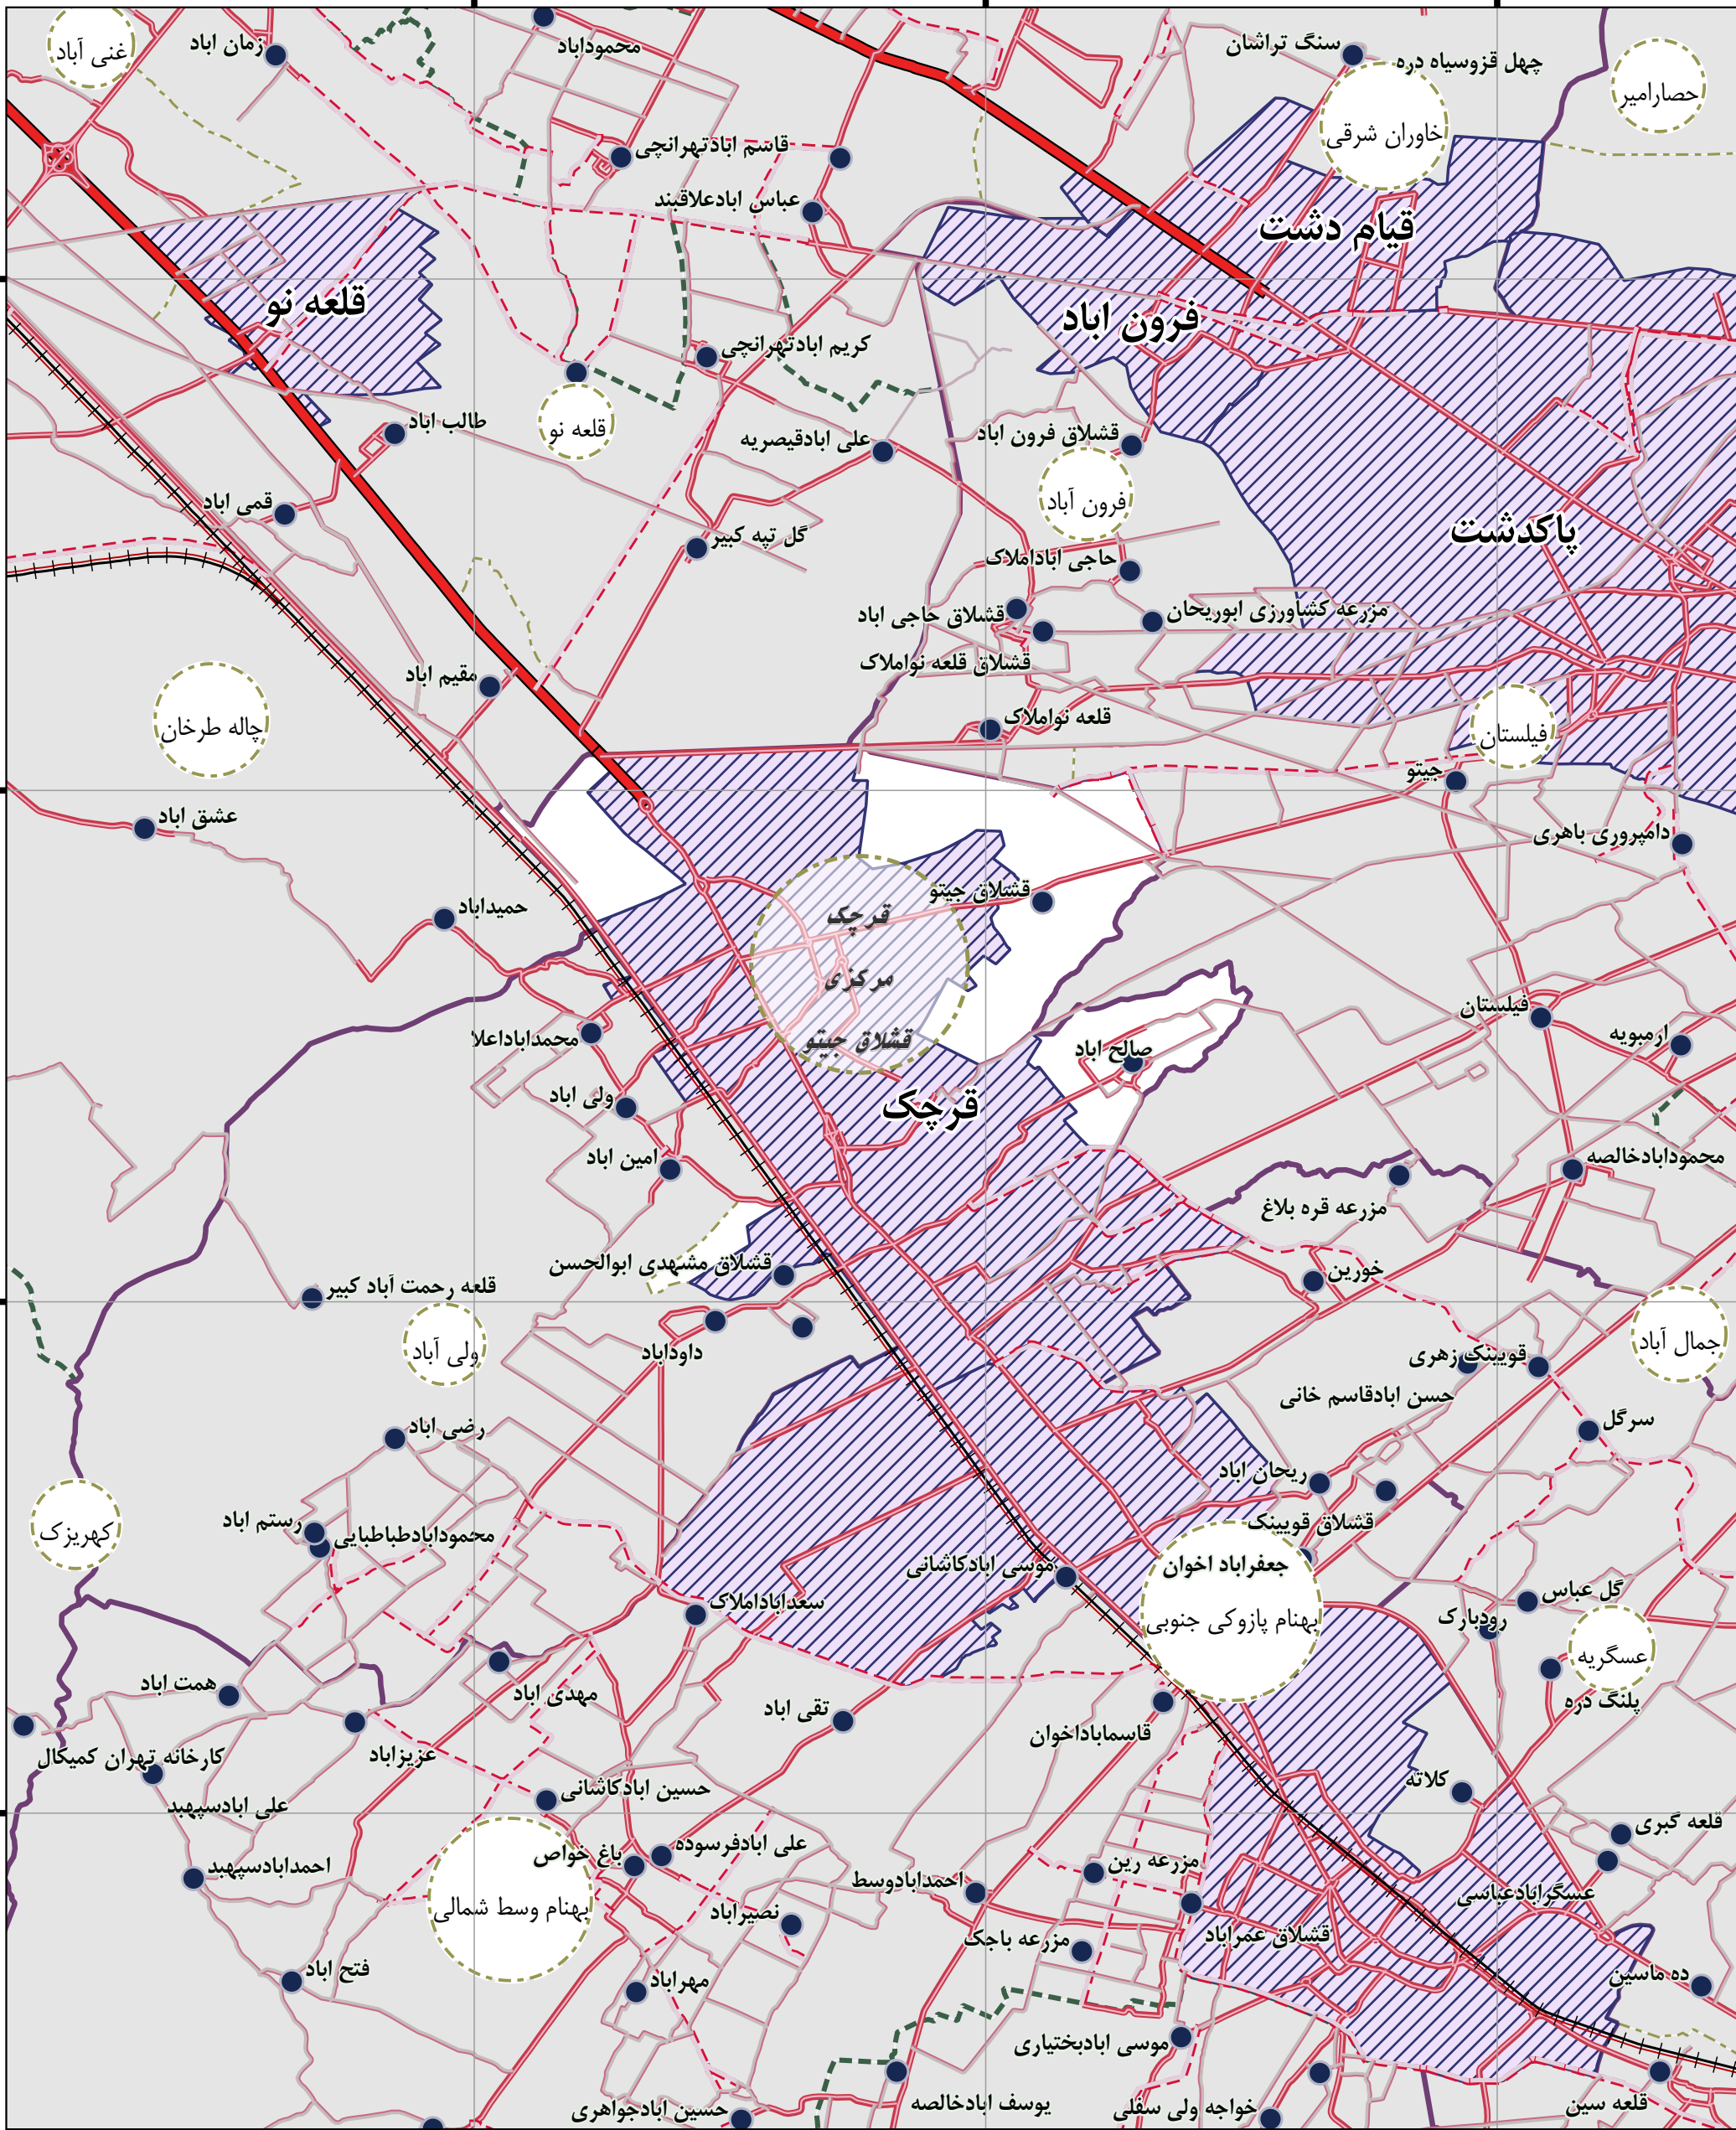 غنی آباد
زمان اباد
محموداباد
سنگ تراشان
چهل قزوسیاه دره
حصارامیر
خاوران شرقی
قاسم ابادتهرانچی
عباس ابادعلاقبند
قیام دشت
قلعه نو
فرون اباد
کریم ابادتهرانچی
قلعه نو
طالب اباد
علی ابادقیصریه
قشلاق فرون اباد
فرون آباد
قمی اباد
گل تپه کبیر
پاکدشت
حاجی اباداملاک
قشلاق حاجی اباد
مزرعه کشاورزی ابوریحان
قشلاق قلعه نواملاک
مقیم اباد
چاله طرخان
قلعه نواملاک
فیلستان
جیتو
عشق اباد
دامپروری باهری
حمیداباد
قشلاق جیتو
قرچک
مرکزی
قشلاق جیتو
فیلستان
ارمبویه
محمداباداعلا
صالح اباد
ولی اباد
قرچک
امین اباد
محمودابادخالصه
مزرعه قره بلاغ
قشلاق مشهدی ابوالحسن
خورین
قلعه رحمت آباد کبیر
ولی آباد
داوداباد
جمال آباد
قویینک زهری
حسن ابادقاسم خانی
سرگل
رضی اباد
ریحان اباد
کهریزک
رستم اباد
محمودابادطباطبایی
قشلاق قویینک
موسی ابادکاشانی
جعفراباد اخوان
بهنام پازوکی جنوبی
گل عباس
رودبارک
سعداباداملاک
عسگریه
همت اباد
مهدی اباد
تقی اباد
پلنگ دره
قاسماباداخوان
کارخانه تهران کمیکال
عزیزاباد
کلاته
حسین ابادکاشانی
علی ابادسپهبد
قلعه گبری
علی ابادفرسوده
باغ خواص
احمدابادسپهبد
مزرعه رین
احمدابادوسط
عسگرابادعباسی
بهنام وسط شمالی
نصیراباد
قشلاق عمراباد
مزرعه باجک
فتح اباد
مهراباد
ده ماسین
موسی ابادبختیاری
حسین ابادجواهری
یوسف ابادخالصه
خواجه ولی سفلی
قلعه سین